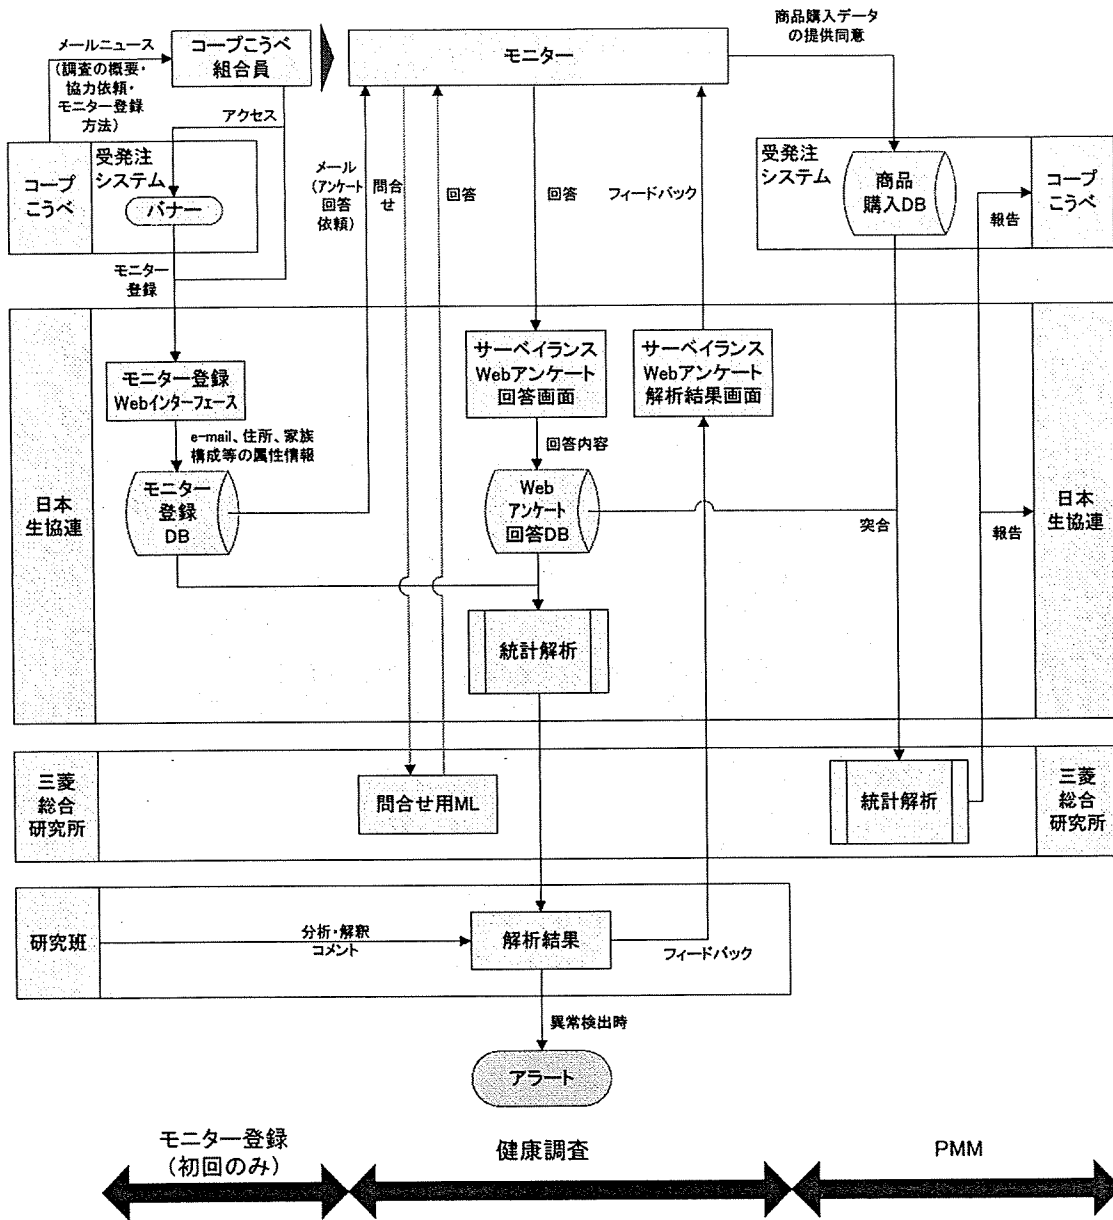 商品購入データ
の提供同意
メールニュース
(調査の概要・
協力依頼・
モニター登録
方法)
コープこうべ
組合員
モニター
アクセス
コープ
こうべ
受発注
システム
バナー
メール
(アンケート
回答
依頼)
問合
せ
回答
回答
フィードバック
受発注
システム
商品
購入DB
報告
コープ
こうべ
モニター
登録
日本
生協連
モニター登録
Webインターフェース
e-mail、住所、家族
構成等の属性情報
モニター
登録
DB
サーベイランス
Webアンケート
回答画面
回答内容
Web
アンケート
回答DB
統計解析
サーベイランス
Webアンケート
解析結果画面
突合
報告
日本
生協連
三菱
総合
研究所
問合せ用ML
統計解析
三菱
総合
研究所
研究班
分析・解釈
コメント
解析結果
フィードバック
異常検出時
アラート
モニター登録
(初回のみ)
健康調査
PMM